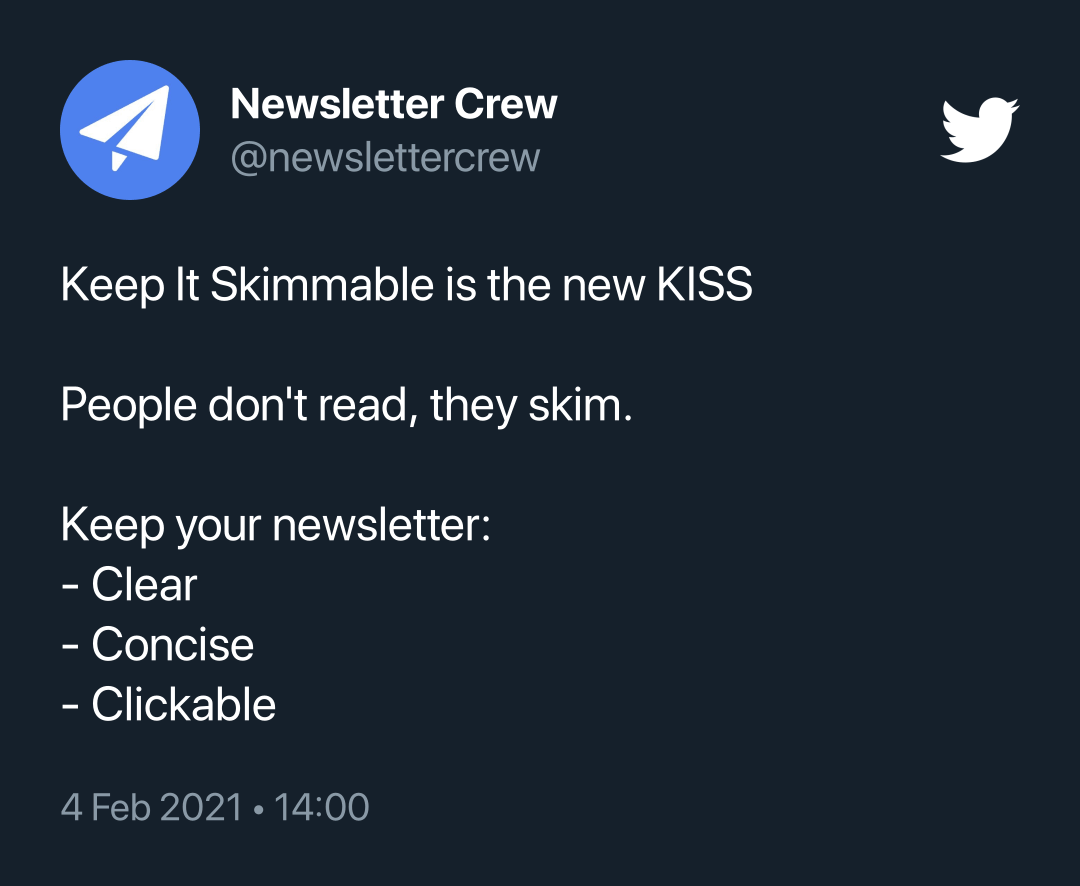 Newsletter Crew
@newslettercrew
Keep It Skimmable is the new KISS
People don't read, they skim.
Keep your newsletter:
- Clear
- Concise
- Clickable
4 Feb 2021 • 14:00